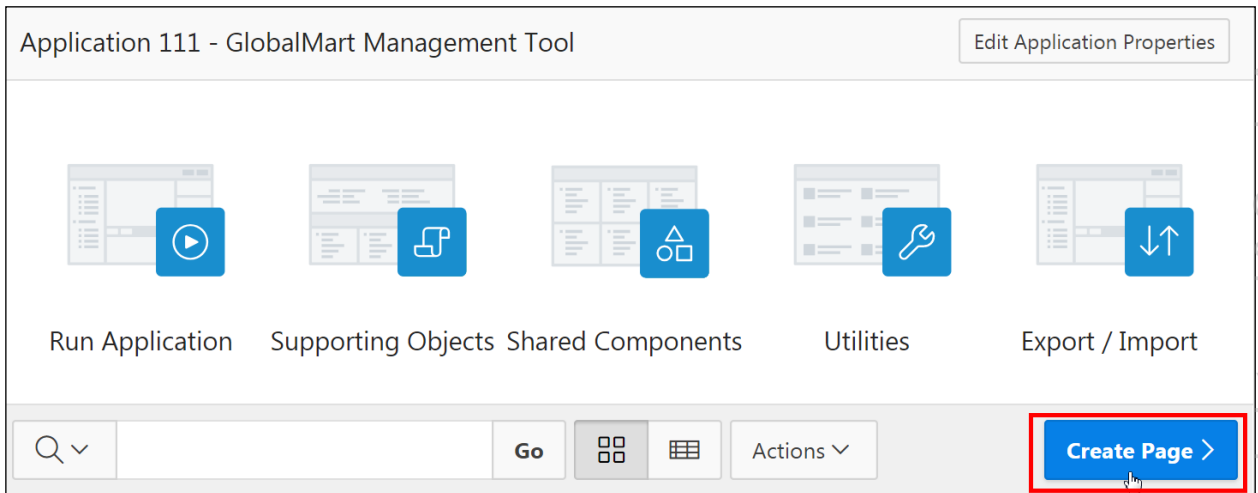 Application 111 - GlobalMart Management Tool
Edit Application Properties
Run Application
Supporting Objects
Shared Components
Utilities
Export / Import
Go
Actions
Create Page